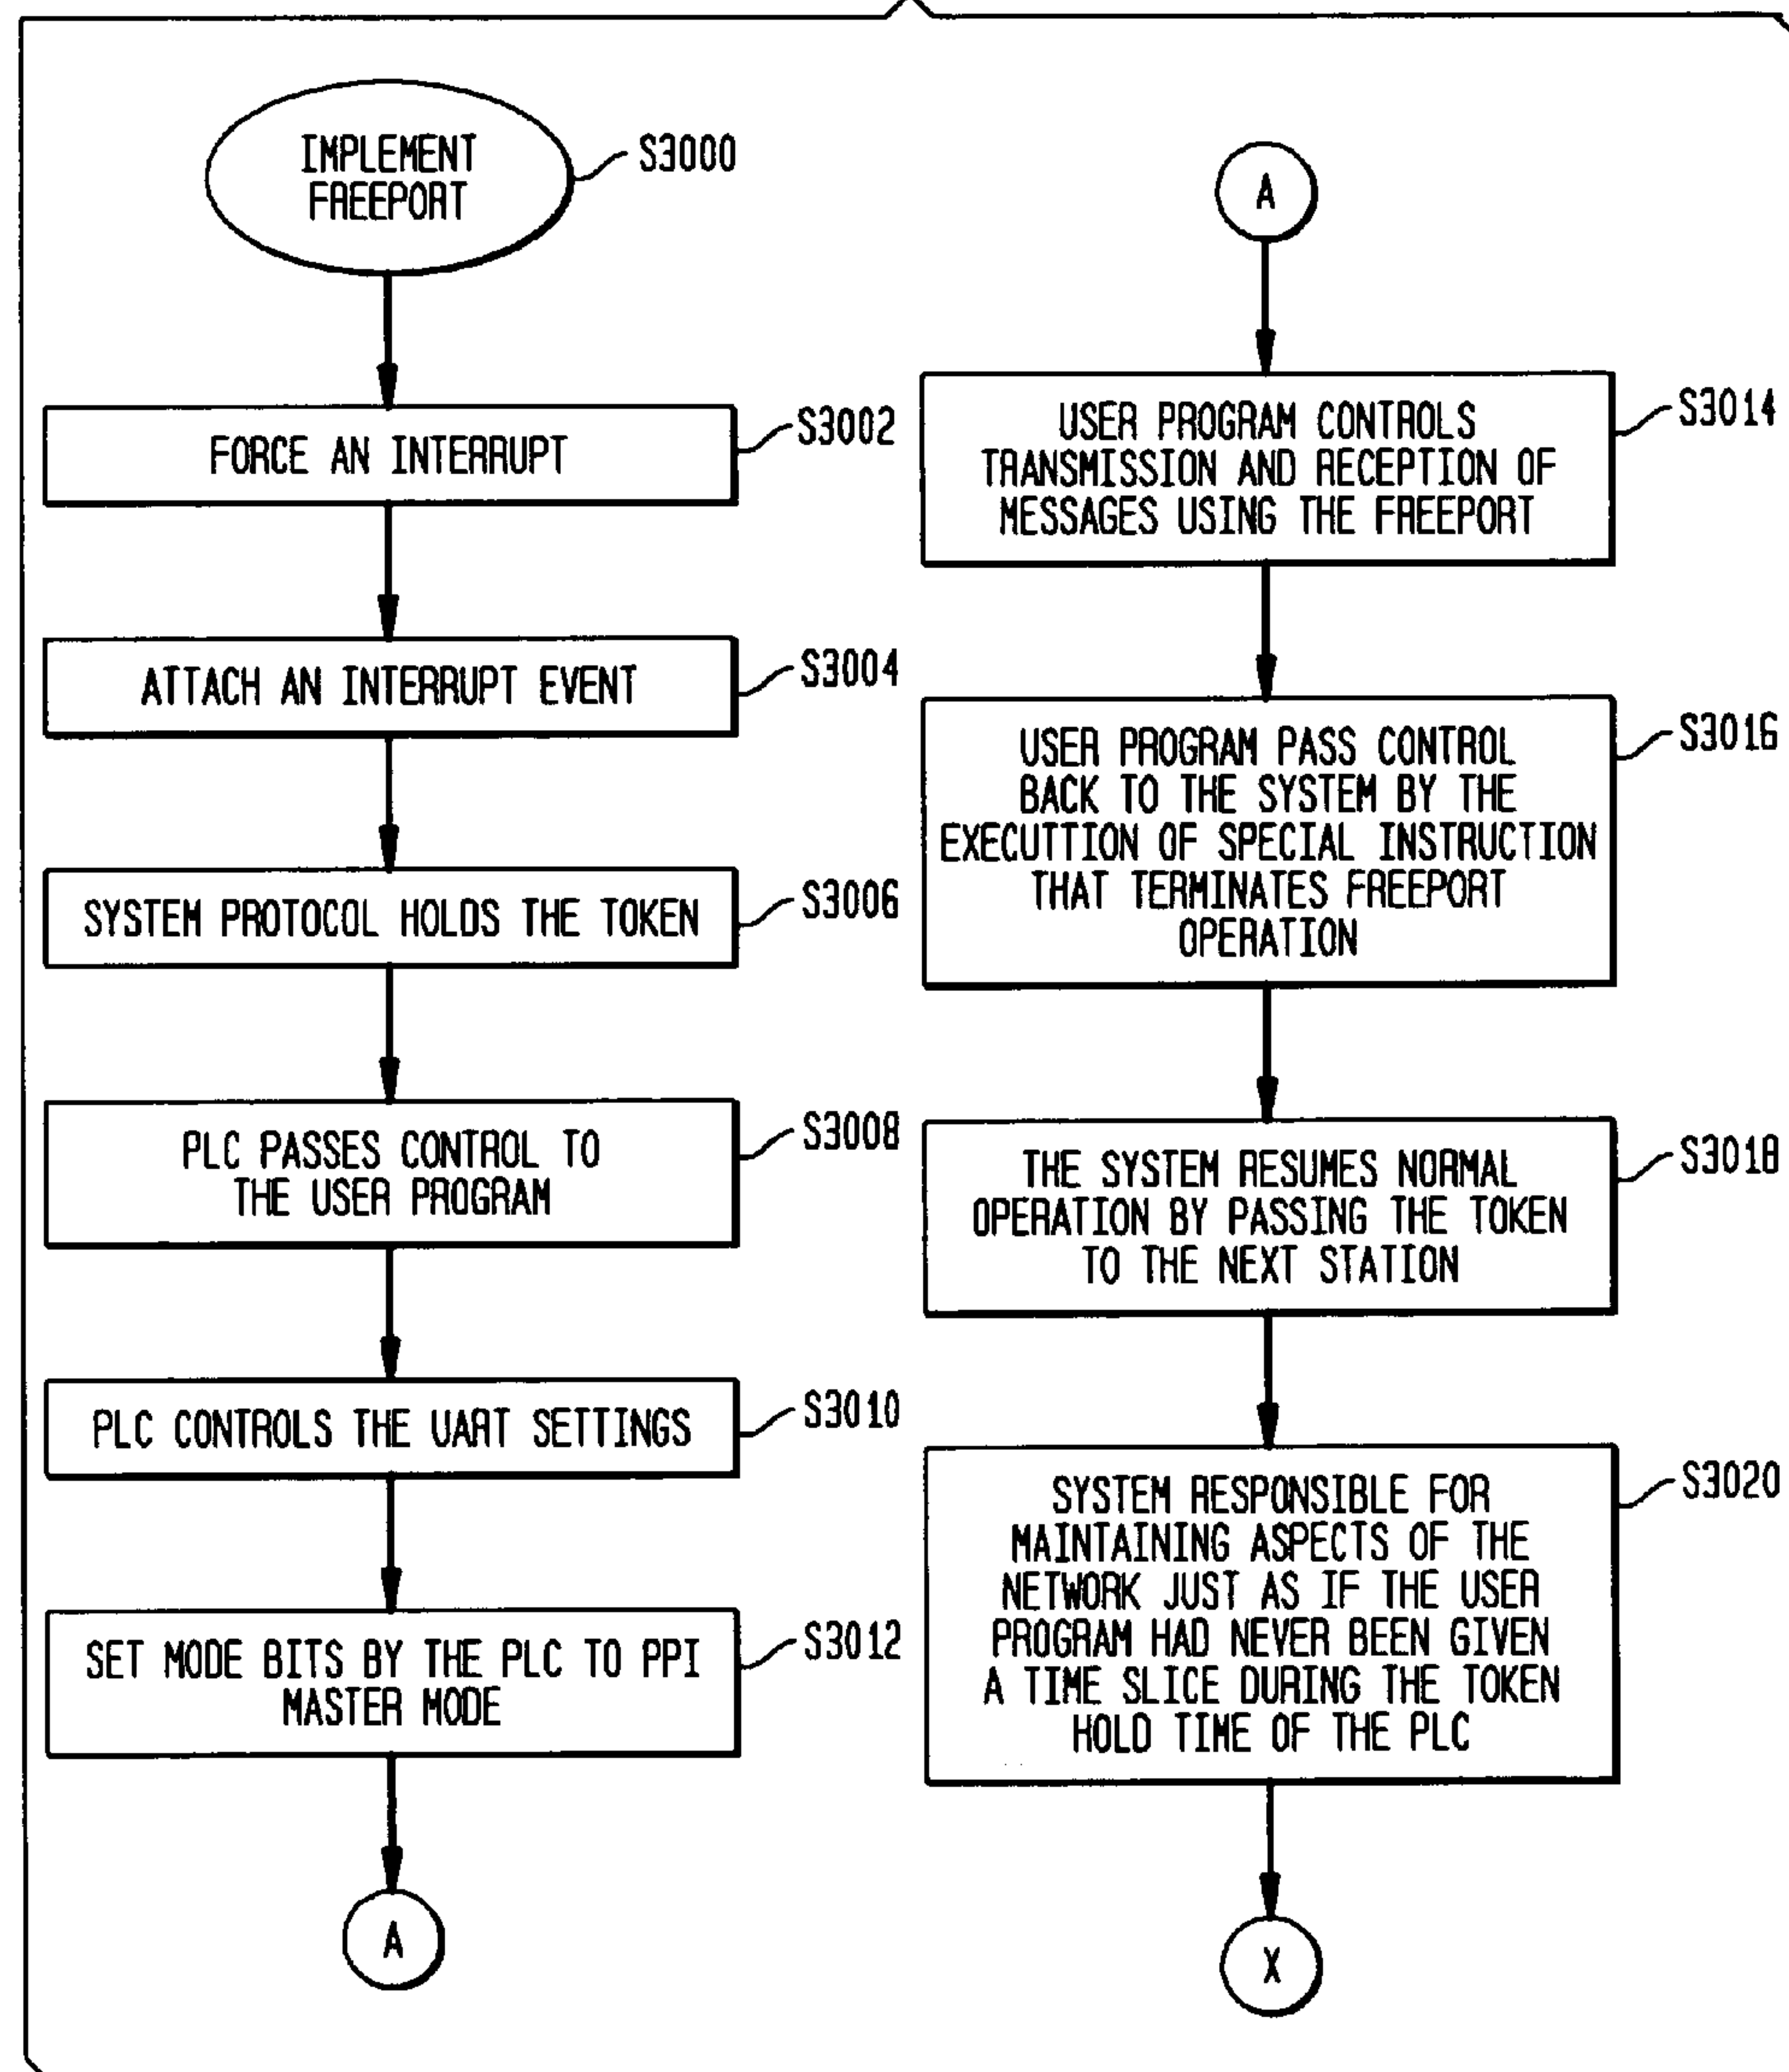 IMPLEMENT
FREEPORT
S3000
FORCE AN INTERRUPT
S3002
ATTACH AN INTERRUPT EVENT
S3004
SYSTEM PROTOCOL HOLDS THE TOKEN
S3006
PLC PASSES CONTROL TO
THE USER PROGRAM
S3008
PLC CONTROLS THE UART SETTINGS
S3010
SET MODE BITS BY THE PLC TO PPI
MASTER MODE
S3012
A
A
USER PROGRAM CONTROLS
TRANSMISSION AND RECEPTION OF
MESSAGES USING THE FREEPORT
S3014
USER PROGRAM PASS CONTROL
BACK TO THE SYSTEM BY THE
EXECUTTION OF SPECIAL INSTRUCTION
THAT TERMINATES FREEPORT
OPERATION
S3016
THE SYSTEM RESUMES NORMAL
OPERATION BY PASSING THE TOKEN
TO THE NEXT STATION
S3018
SYSTEM RESPONSIBLE FOR
MAINTAINING ASPECTS OF THE
NETWORK JUST AS IF THE USER
PROGRAM HAD NEVER BEEN GIVEN
A TIME SLICE DURING THE TOKEN
HOLD TIME OF THE PLC
S3020
X